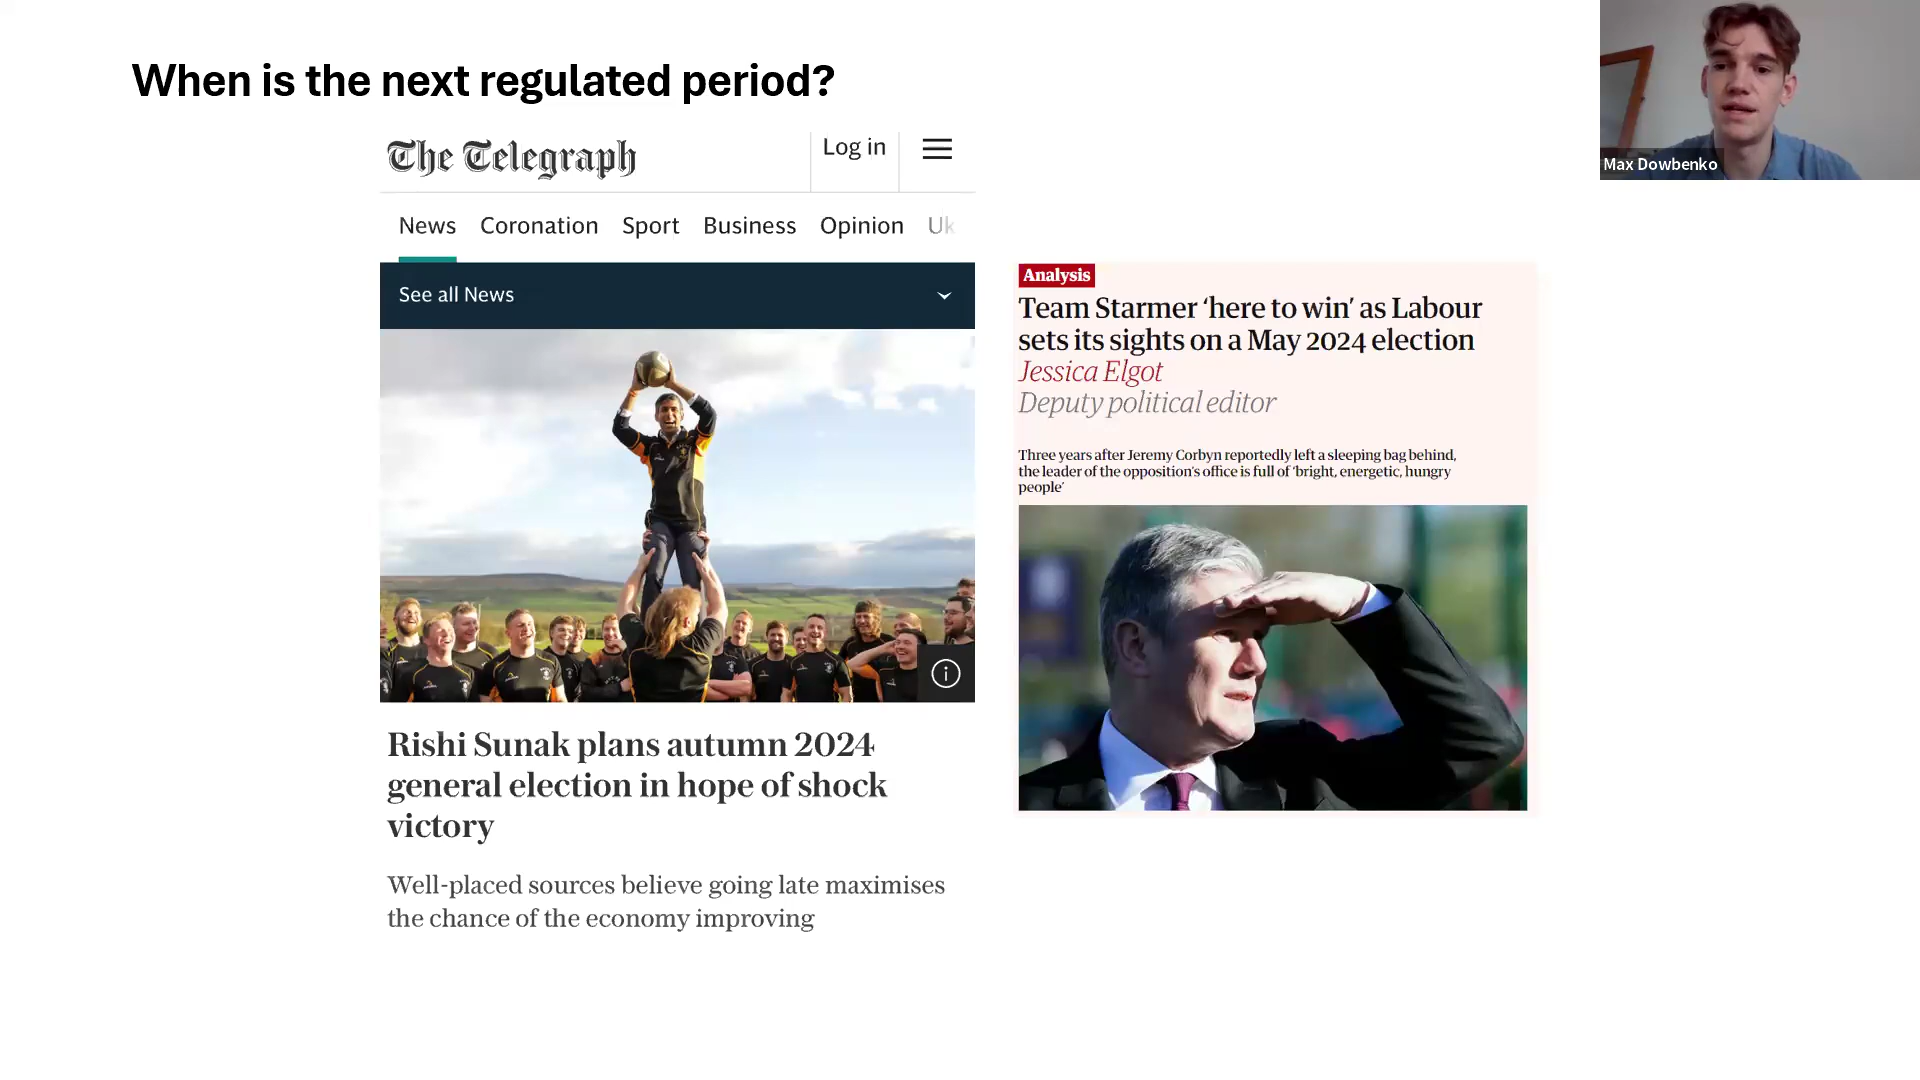 When is the next regulated period?
The Telegraph
Log in
News Coronation Sport Business Opinion Uk
See all News
Rishi Sunak plans autumn 2024
general election in hope of shock
victory
Well-placed sources believe going late maximises
the chance of the economy improving
Analysis
Team Starmer ‘here to win’ as Labour
sets its sights on a May 2024 election
Jessica Elgot
Deputy political editor
Three years after Jeremy Corbyn reportedly left a sleeping bag behind,
the leader of the opposition's office is full of ‘bright, energetic, hungry
people’
Max Dowbenko